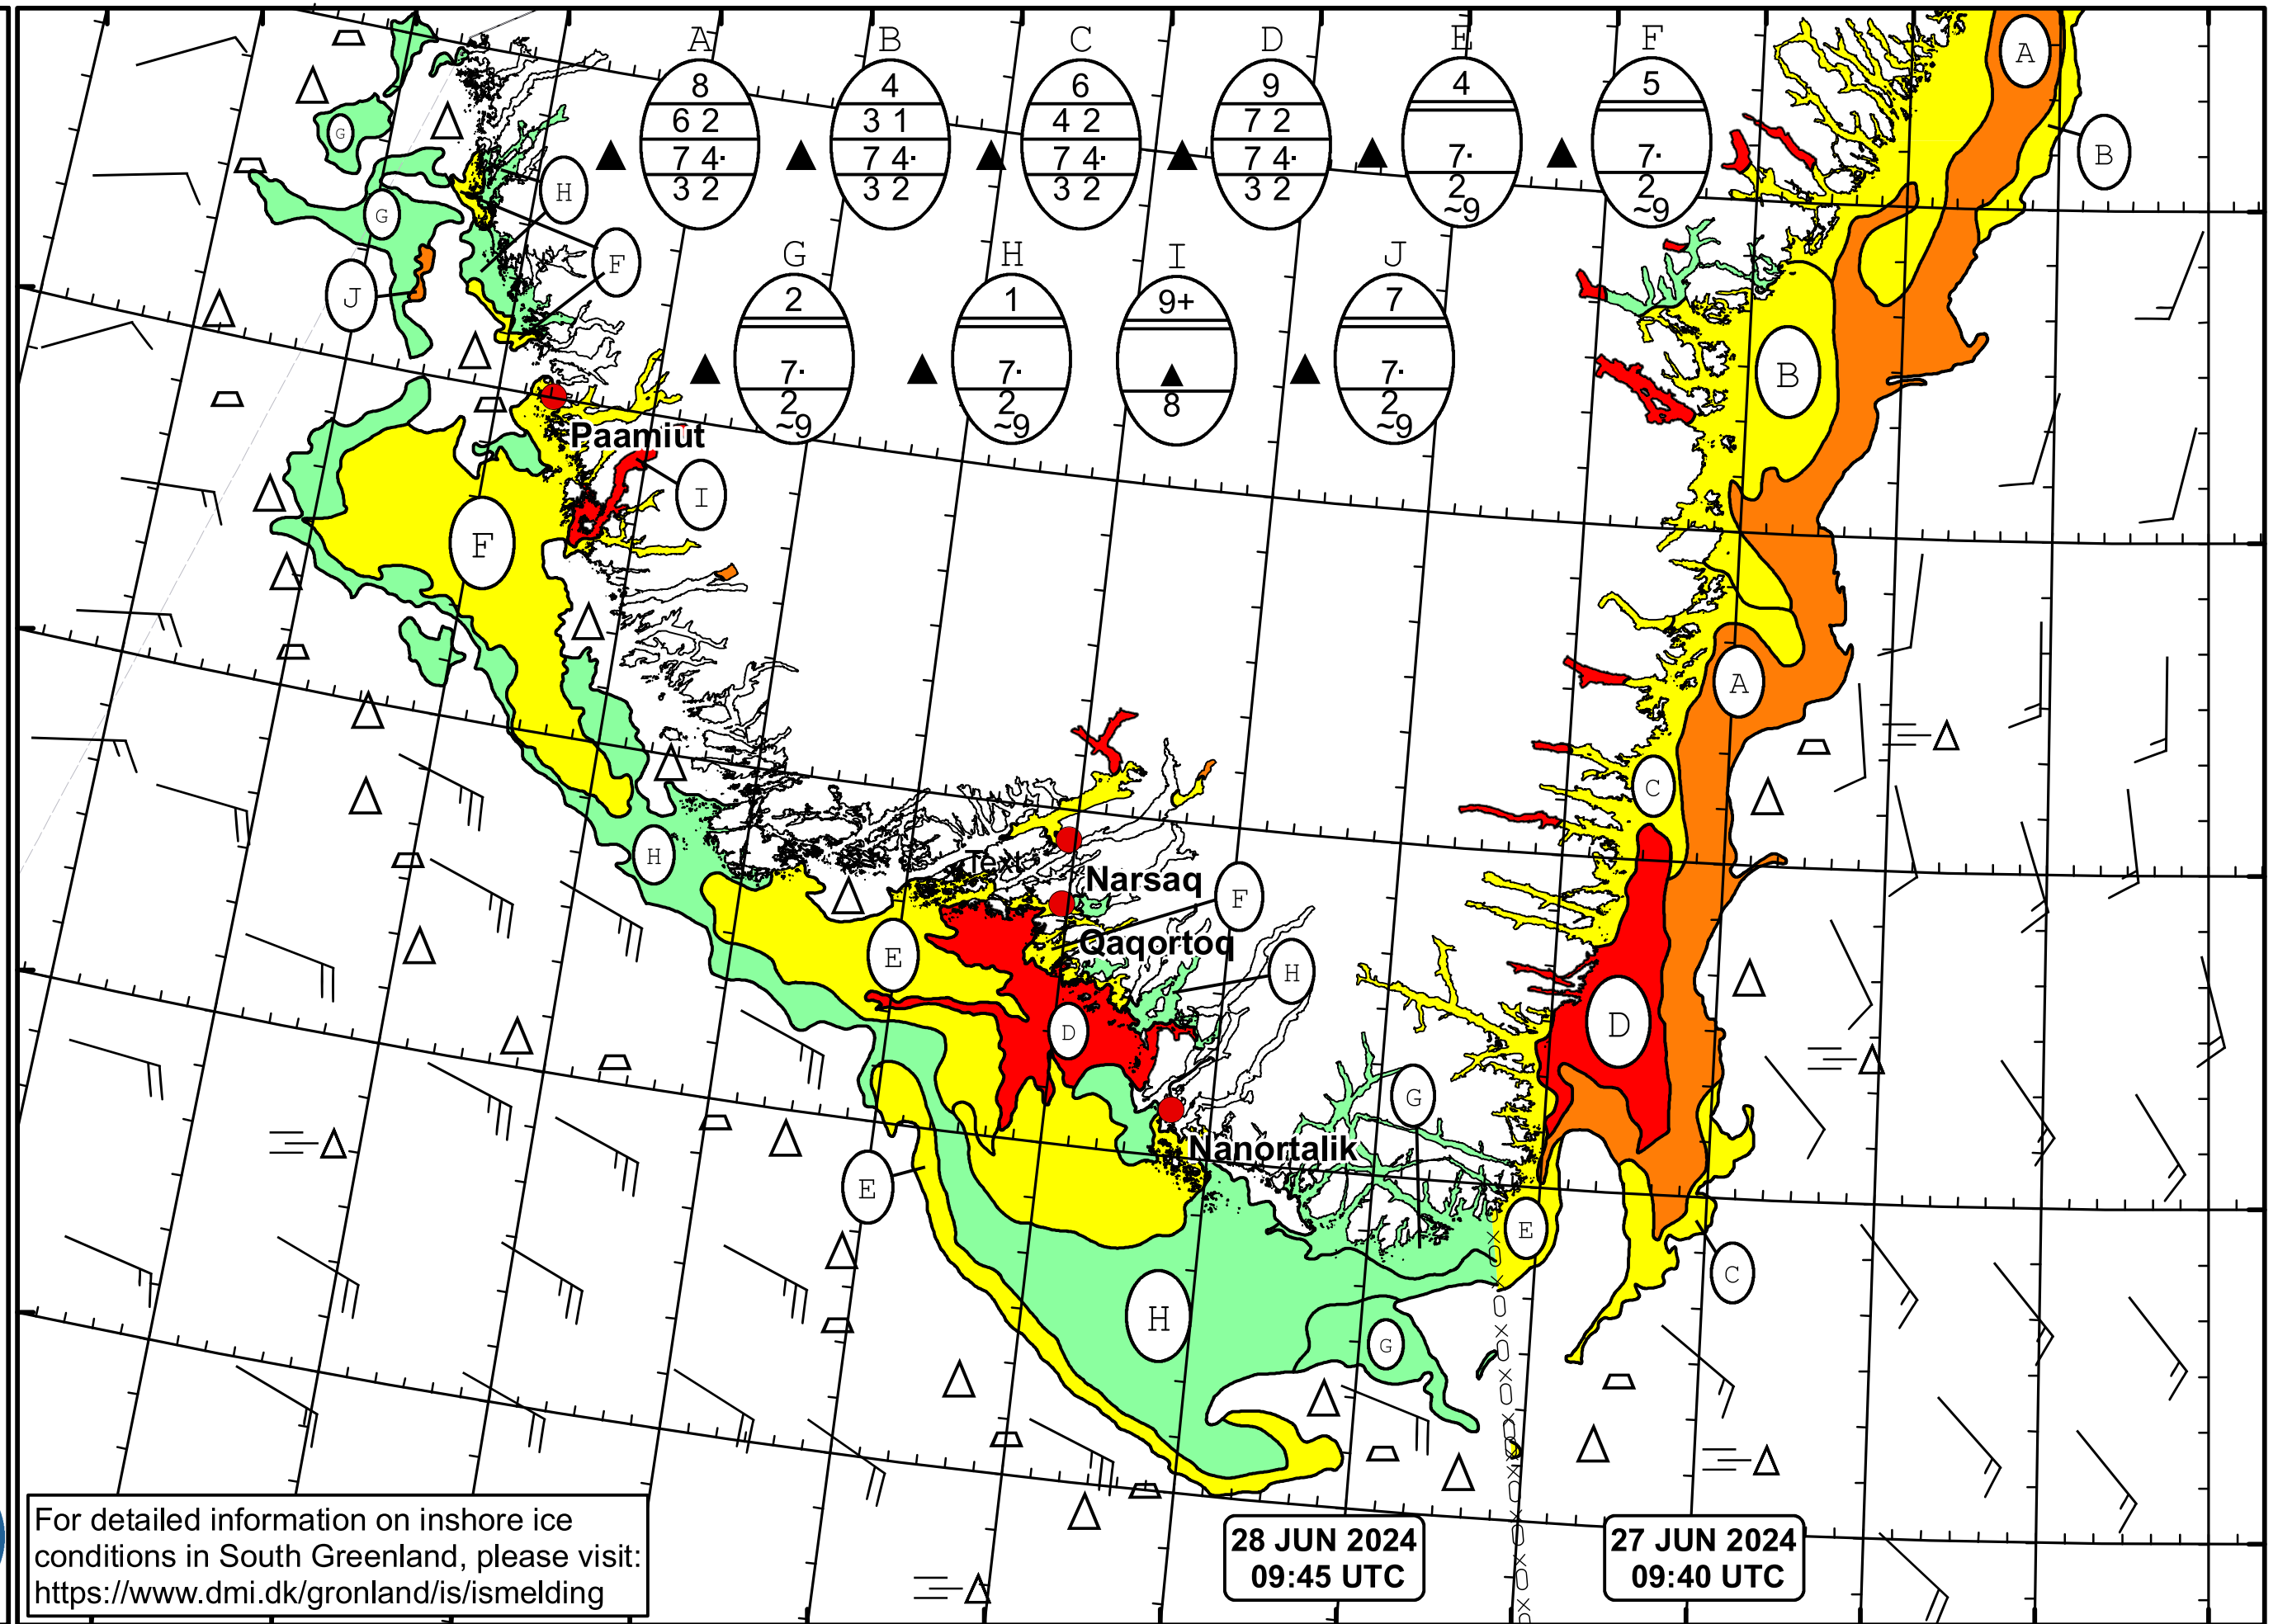 A B C D E F
8 4 6 9 4 5
6 2 3 1 4 2 7 2
7 4· 7 4· 7 4· 7 4· 7· 7·
3 2 3 2 3 2 3 2 2 2
~9 ~9
G H I J
2 1 9+ 7
7· 7· 7·
2 2 8 2
~9 ~9 ~9
A
B
G
H
G
F
J
B
Paamiut
I
F
A
C
H
Text
Narsaq
F
Qaqortoq
E
H
D
D
G
Nanortalik
E
E
C
H
G
For detailed information on inshore ice
conditions in South Greenland, please visit:
https://www.dmi.dk/gronland/is/ismelding
28 JUN 2024
09:45 UTC
27 JUN 2024
09:40 UTC